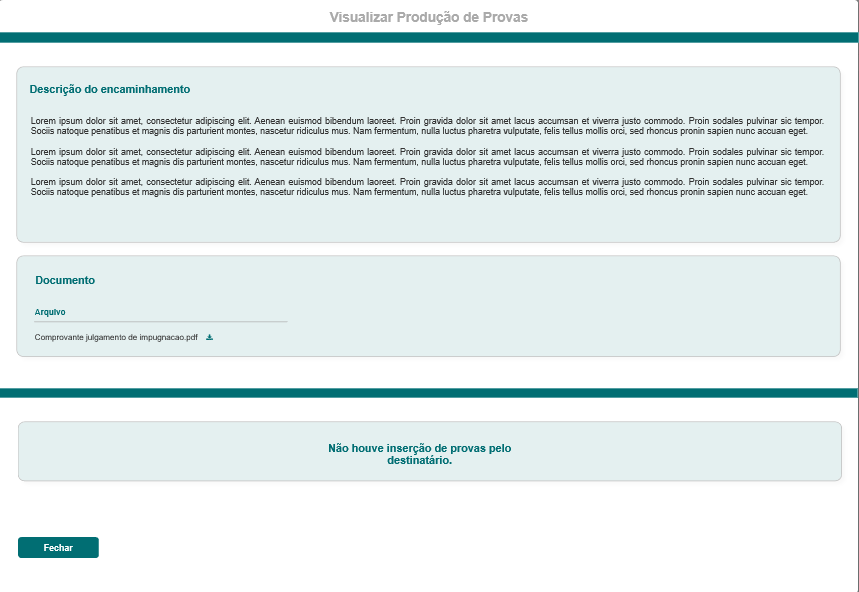 Visualizar Produção de Provas
Descrição do encaminhamento
Lorem ipsum dolor sit amet, consectetur adipiscing elit. Aenean euismod bibendum laoreet. Proin gravida dolor sit amet lacus accumsan et viverra justo commodo. Proin sodales pulvinar sic tempor.
Sociis natoque penatibus et magnis dis parturient montes, nascetur ridiculus mus. Nam fermentum, nulla luctus pharetra vulputate, felis tellus mollis orci, sed rhoncus pronin sapien nunc accuan eget.
Lorem ipsum dolor sit amet, consectetur adipiscing elit. Aenean euismod bibendum laoreet. Proin gravida dolor sit amet lacus accumsan et viverra justo commodo. Proin sodales pulvinar sic tempor.
Sociis natoque penatibus et magnis dis parturient montes, nascetur ridiculus mus. Nam fermentum, nulla luctus pharetra vulputate, felis tellus mollis orci, sed rhoncus pronin sapien nunc accuan eget.
Lorem ipsum dolor sit amet, consectetur adipiscing elit. Aenean euismod bibendum laoreet. Proin gravida dolor sit amet lacus accumsan et viverra justo commodo. Proin sodales pulvinar sic tempor.
Sociis natoque penatibus et magnis dis parturient montes, nascetur ridiculus mus. Nam fermentum, nulla luctus pharetra vulputate, felis tellus mollis orci, sed rhoncus pronin sapien nunc accuan eget.
Documento
Arquivo
Comprovante julgamento de impugnacao.pdf
Não houve inserção de provas pelo
destinatário.
Fechar